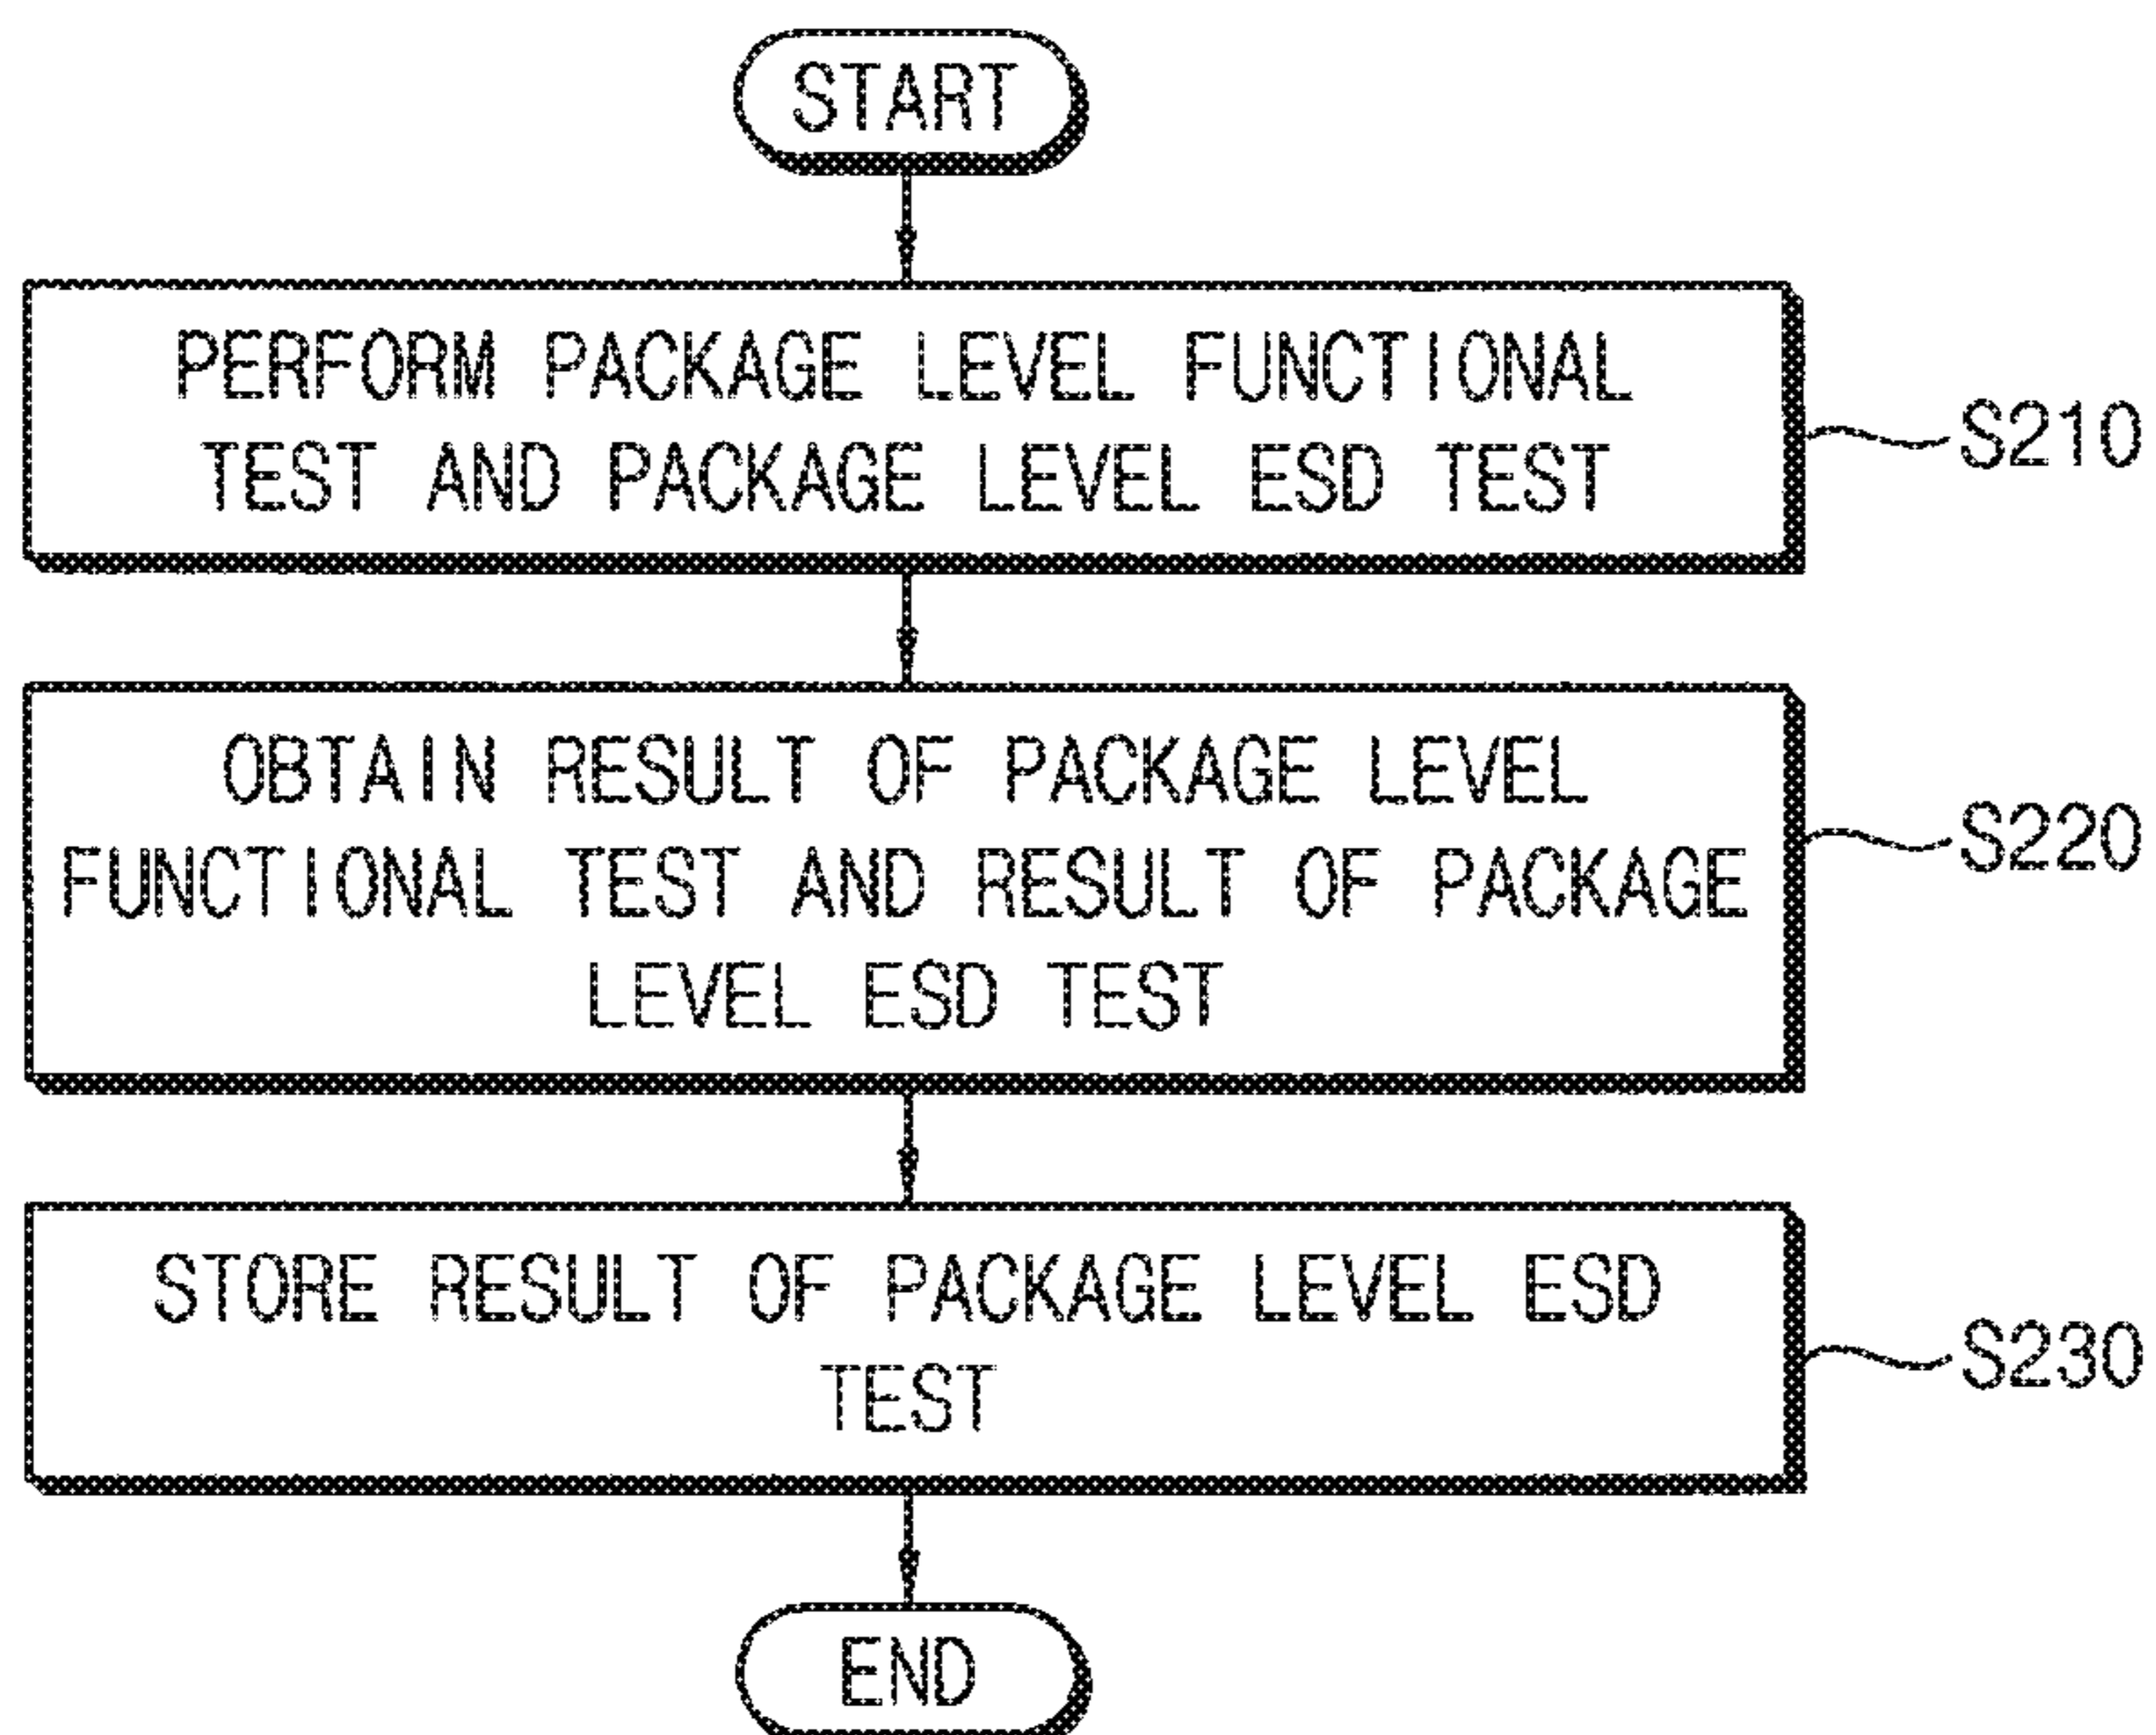 START
PERFORM PACKAGE LEVEL FUNCTIONAL
TEST AND PACKAGE LEVEL ESD TEST
S210
OBTAIN RESULT OF PACKAGE LEVEL
FUNCTIONAL TEST AND RESULT OF PACKAGE
LEVEL ESD TEST
S220
STORE RESULT OF PACKAGE LEVEL ESD
TEST
S230
END